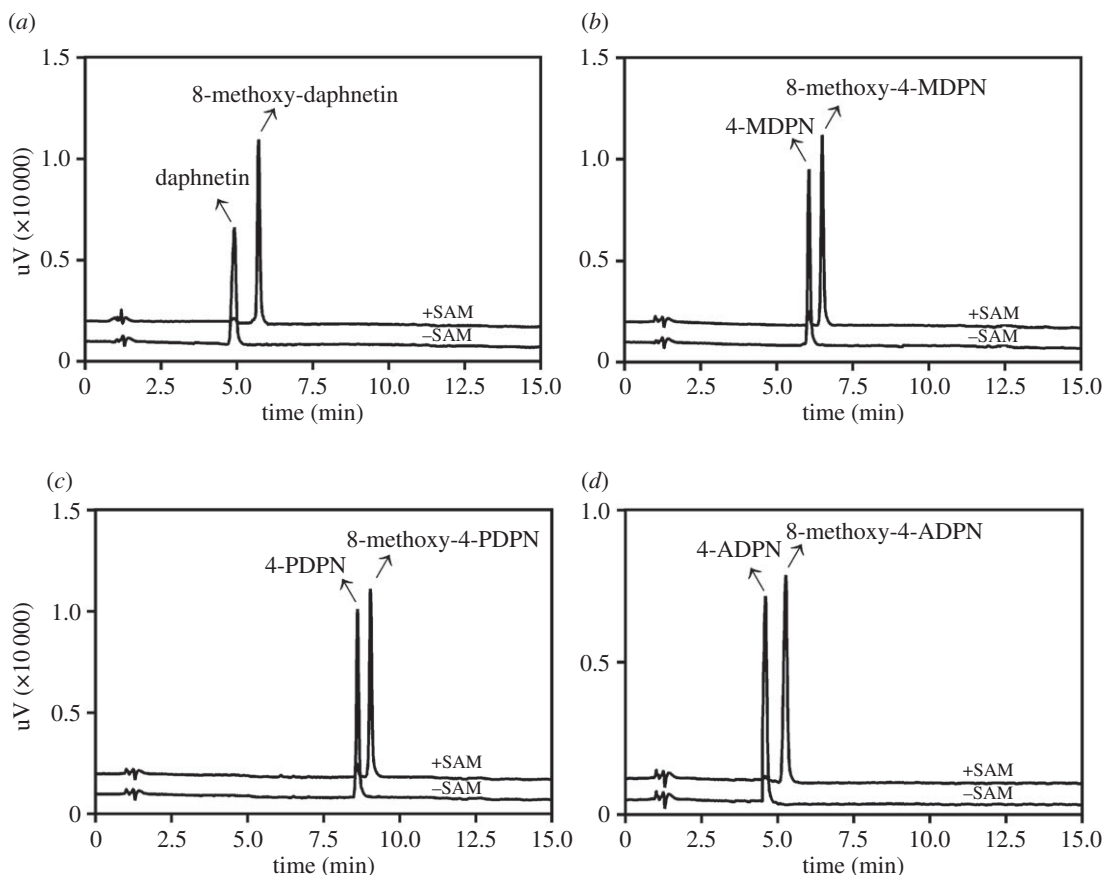 (a)
1.5
8-methoxy-daphnetin
1.0
daphnetin
uV (×10 000)
0.5
+SAM
–SAM
0
0 2.5 5.0 7.5 10.0 12.5 15.0
time (min)
(b)
1.5
8-methoxy-4-MDPN
4-MDPN
1.0
0.5
+SAM
–SAM
0
0 2.5 5.0 7.5 10.0 12.5 15.0
time (min)
(c)
1.5
8-methoxy-4-PDPN
4-PDPN
1.0
uV (×10 000)
0.5
+SAM
–SAM
0
0 2.5 5.0 7.5 10.0 12.5 15.0
time (min)
(d)
1.0
8-methoxy-4-ADPN
4-ADPN
0.5
+SAM
–SAM
0
0 2.5 5.0 7.5 10.0 12.5 15.0
time (min)